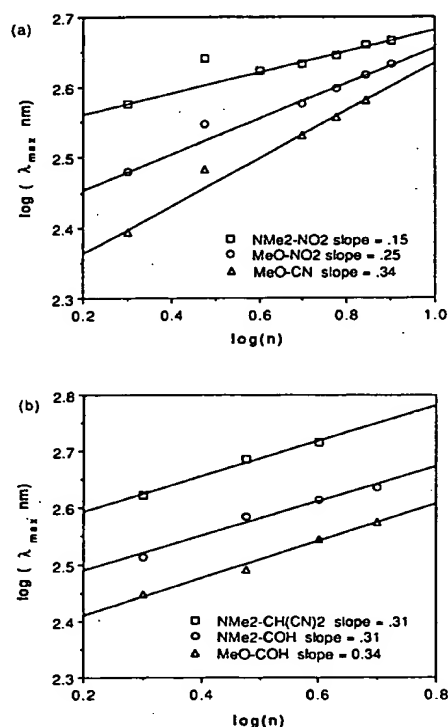 (a)
2.7
2.6
2.5
2.4
2.3
0.2
0.4
0.6
0.8
1.0
log ( λmax nm)
log(n)
NMe2-NO2 slope = .15
MeO-NO2 slope = .25
MeO-CN slope = .34
(b)
2.8
2.7
2.6
2.5
2.4
2.3
0.2
0.4
0.6
0.8
log ( λmax nm)
log(n)
NMe2-CH(CN)2 slope = .31
NMe2-COH slope = .31
MeO-COH slope = 0.34